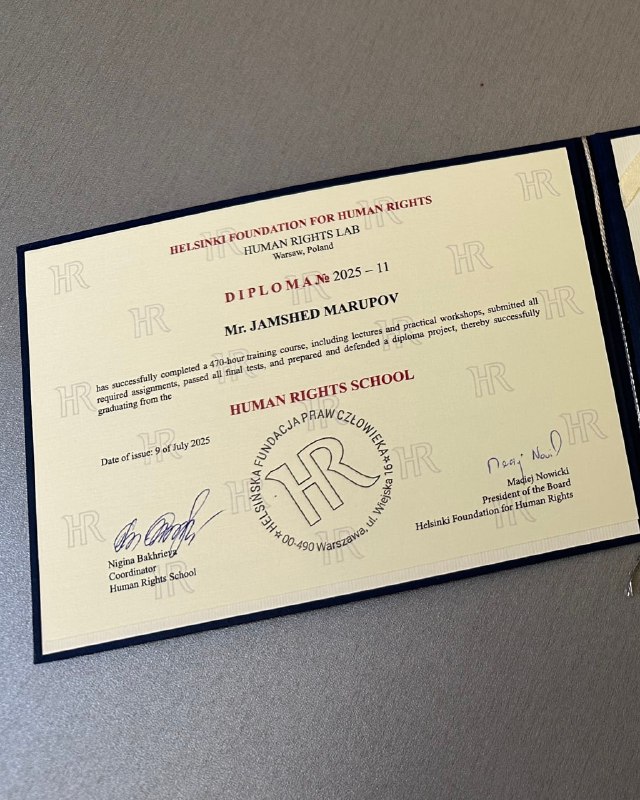 HELSINKI FOUNDATION FOR HUMAN RIGHTS
HUMAN RIGHTS LAB
Warsaw, Poland
DIPLOMA № 2025 – 11
Mr. JAMSHED MARUPOV
has successfully completed a 470-hour training course, including lectures and practical workshops, submitted all
required assignments, passed all final tests, and prepared and defended a diploma project, thereby successfully
graduating from the
HUMAN RIGHTS SCHOOL
Date of issue: 9 of July 2025
HELSIŃSKA FUNDACJA PRAW CZŁOWIEKA
00-490 Warszawa, ul. Wiejska 16
HR
Nigina Bakhrieva
Coordinator
Human Rights School
Maciej Nowicki
President of the Board
Helsinki Foundation for Human Rights